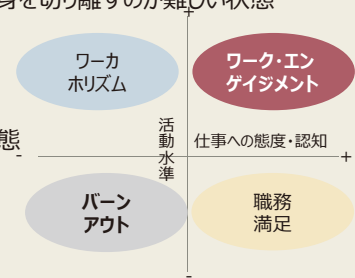 身を切り離すのが難しい状態
+
ワーカ
ホリズム
ワーク・エン
ゲイジメント
態
活動水準
仕事への態度・認知
-
+
バーン
アウト
職務
満足
-